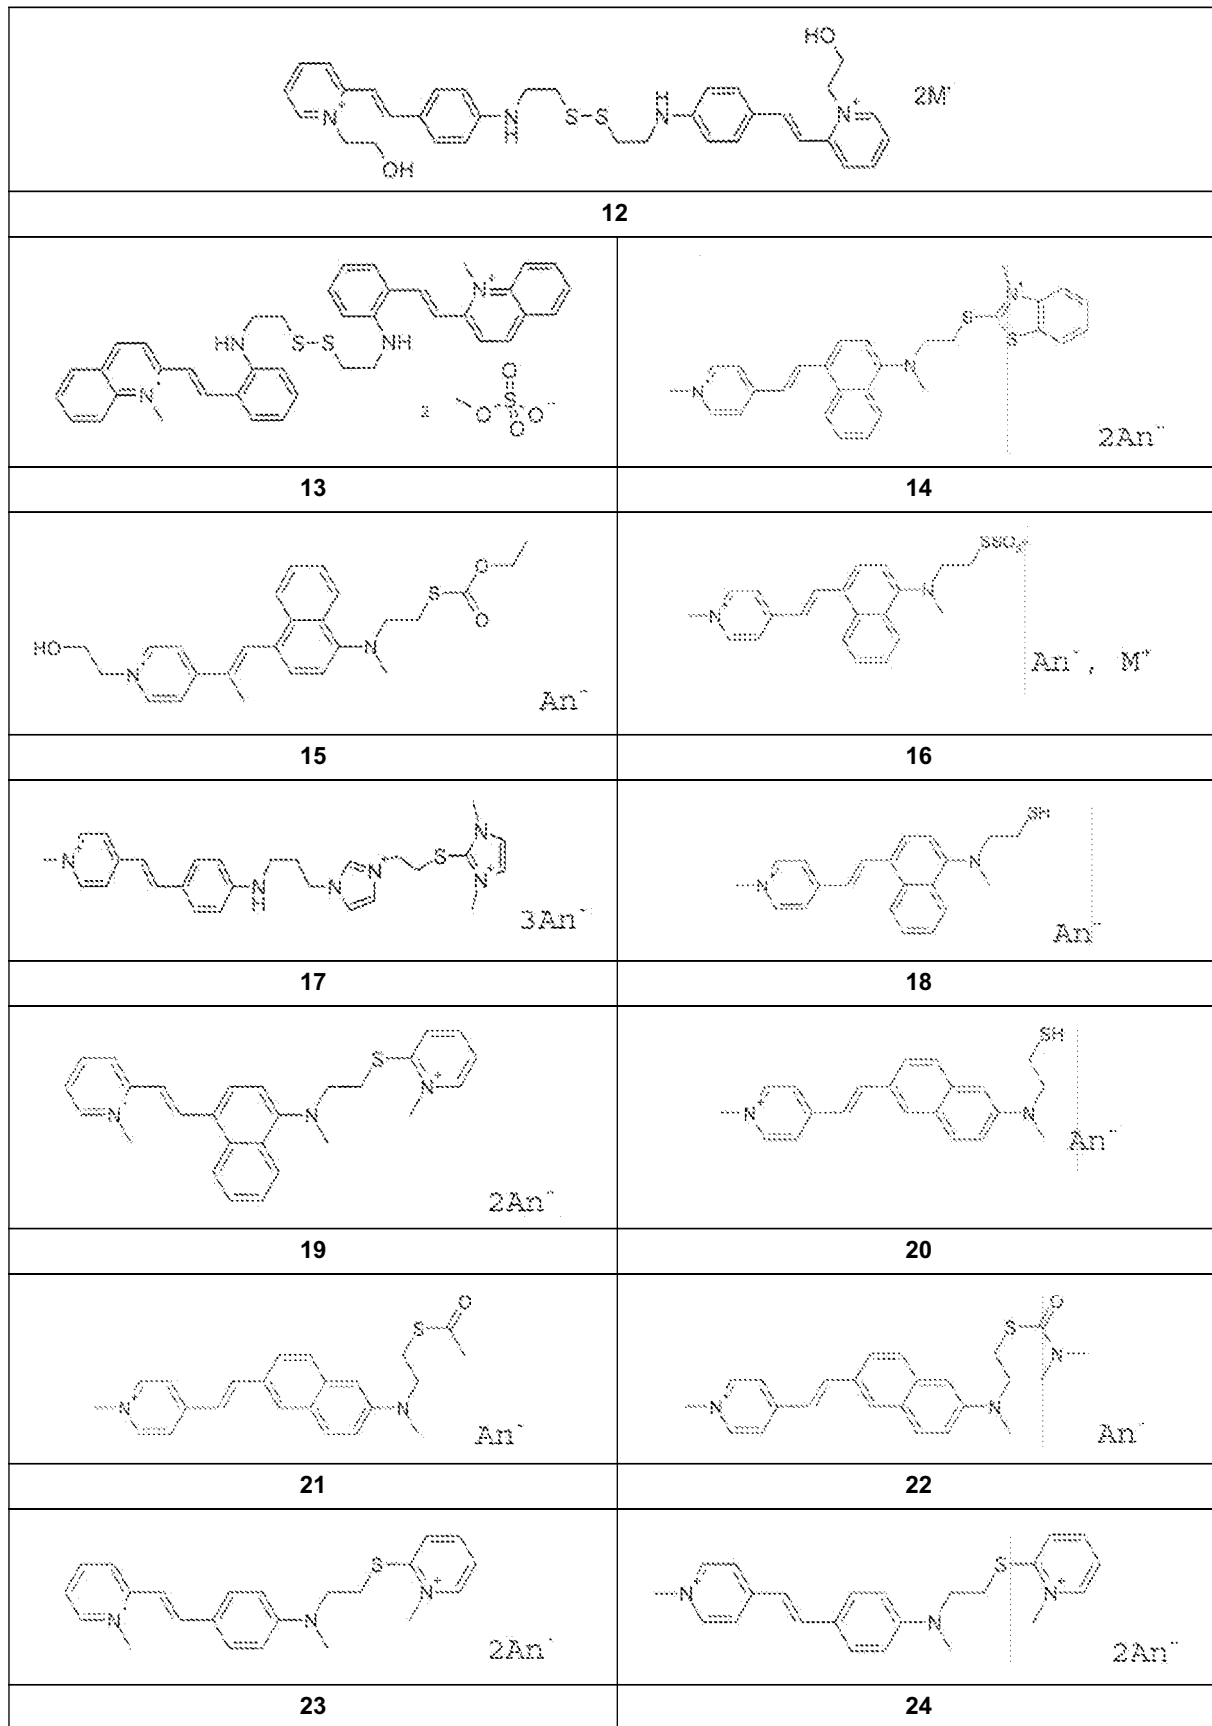 HO
N+
2M-
N
H
S-S
H
N
N+
OH
12
N+
HN
S-S
NH
N+
2
O
S
O
O-
O
13
N+
S
S
N
N+
2An-
14
O
S
O
HO
N+
N
An-
15
N
N+
An-, M+
16
N
S
N+
N+
N
H
N
N+
3An-
17
SH
N
N+
An-
18
S
N+
N+
N
2An-
19
SH
N+
N
An-
20
O
S
N+
N
An-
21
O
S
N
N+
N
An-
22
S
N+
N+
N
2An-
23
S
N+
N+
N
2An-
24